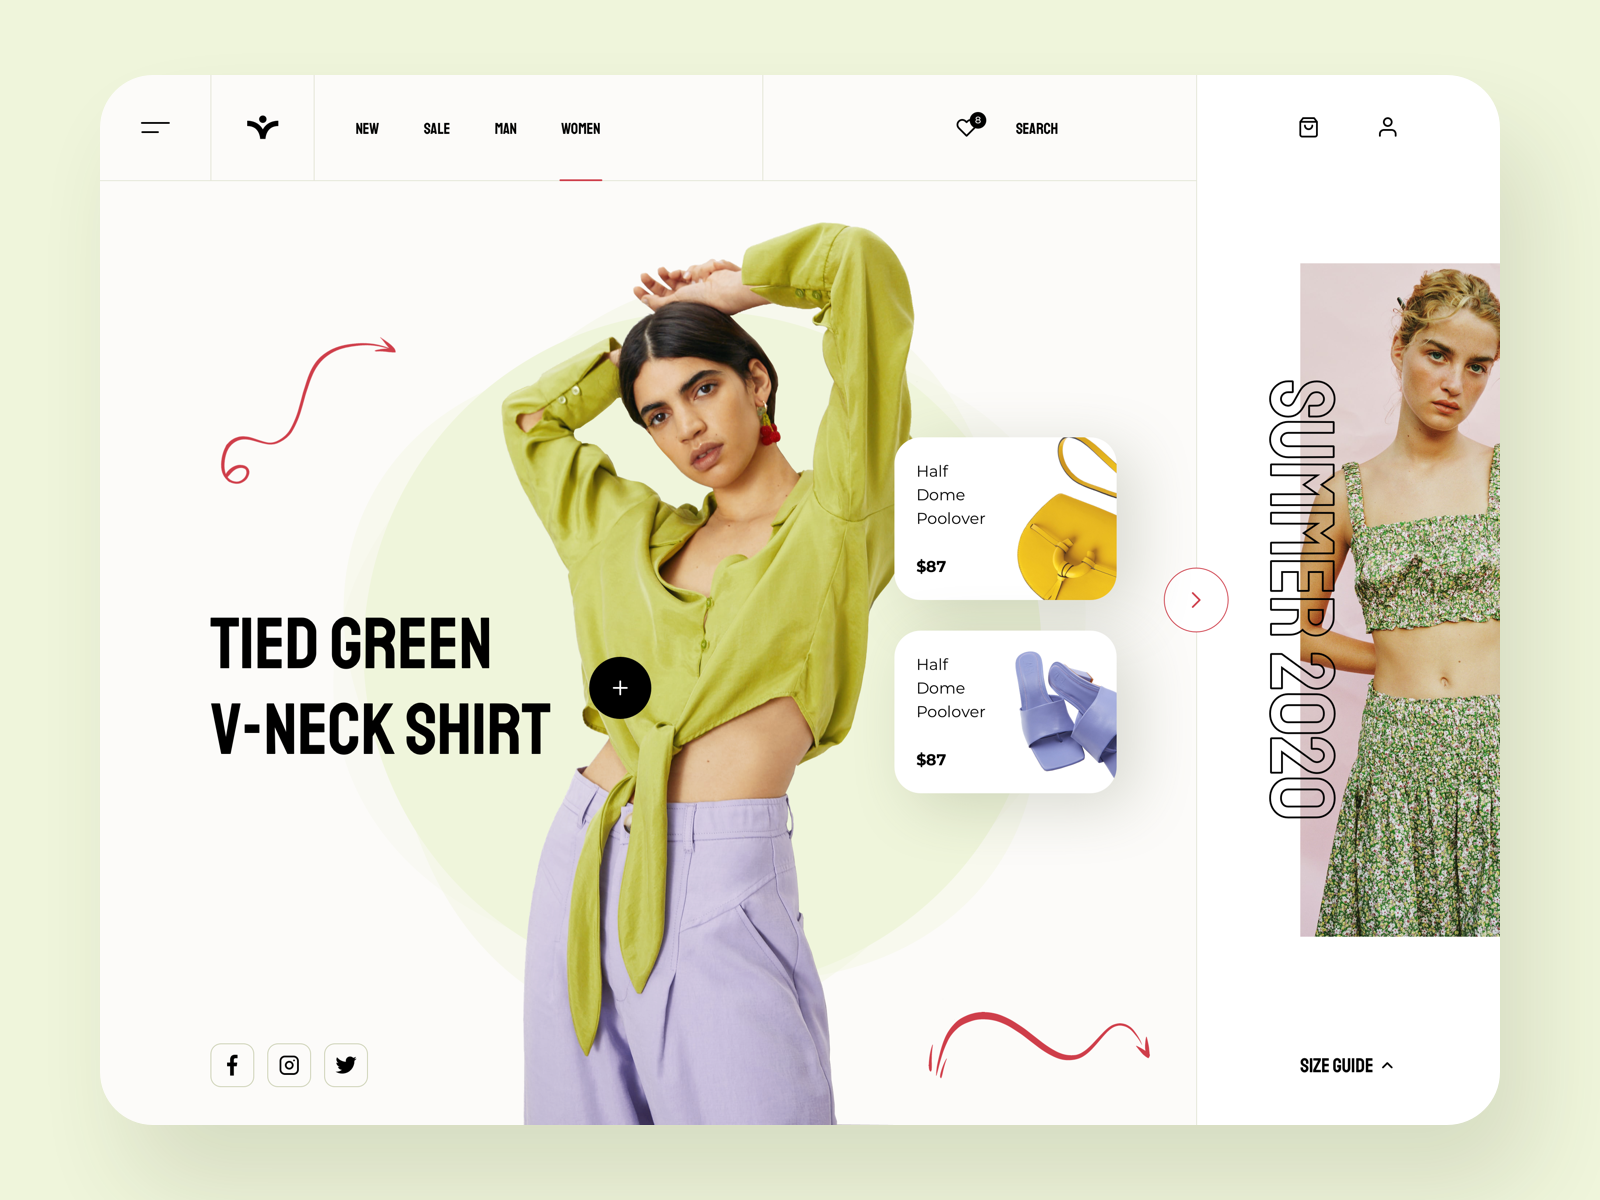 NEW
SALE
MAN
WOMEN
8
SEARCH
Half
Dome
Poolover
$87
TIED GREEN
V-NECK SHIRT
Half
Dome
Poolover
$87
SUMMER 2020
SIZE GUIDE